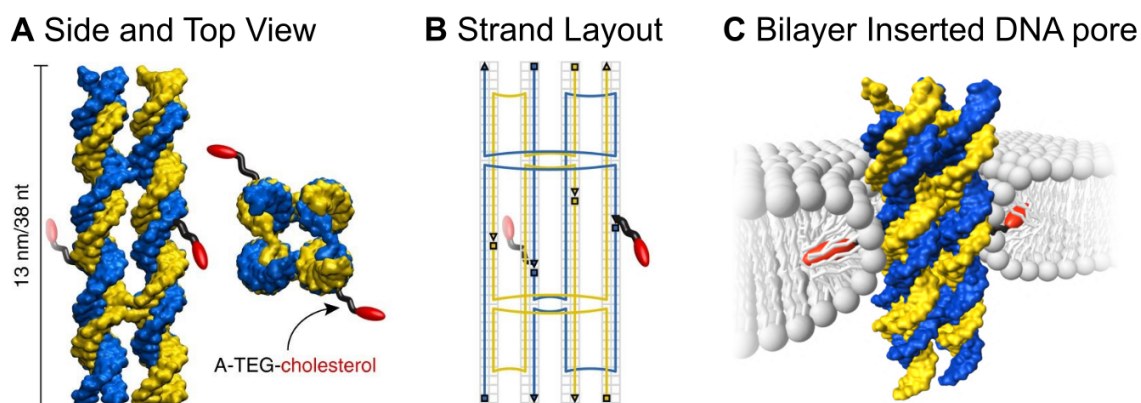 A Side and Top View
B Strand Layout
C Bilayer Inserted DNA pore
13 nm/38 nt
A-TEG-cholesterol